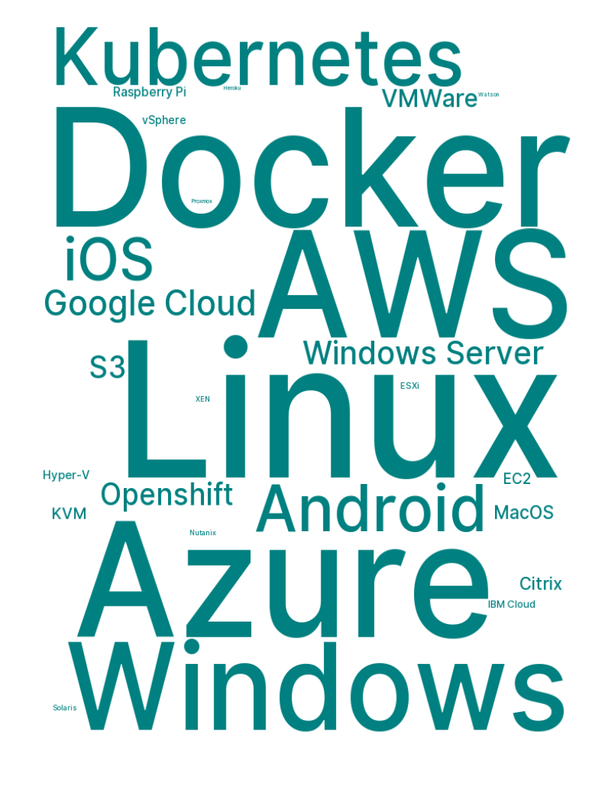 Kubernetes
Raspberry Pi
Heroku
VMWare
Watson
Docker
vSphere
Proxmox
iOS
AWS
Google Cloud
Windows Server
S3
Linux
XEN
ESXi
Hyper-V
EC2
Openshift
Android
KVM
MacOS
Nutanix
Azure
Citrix
IBM Cloud
Windows
Solaris